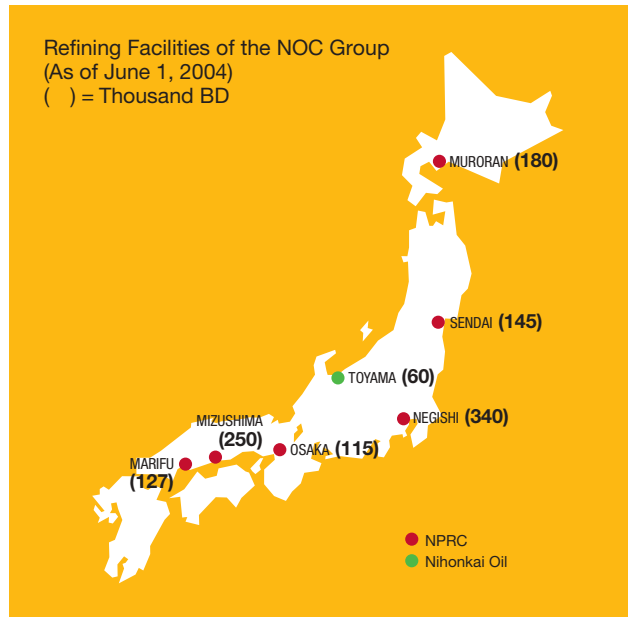 Refining Facilities of the NOC Group
(As of June 1, 2004)
( ) = Thousand BD
MURORAN (180)
SENDAI (145)
TOYAMA (60)
NEGISHI (340)
MIZUSHIMA
(250)
OSAKA (115)
MARIFU
(127)
NPRC
Nihonkai Oil